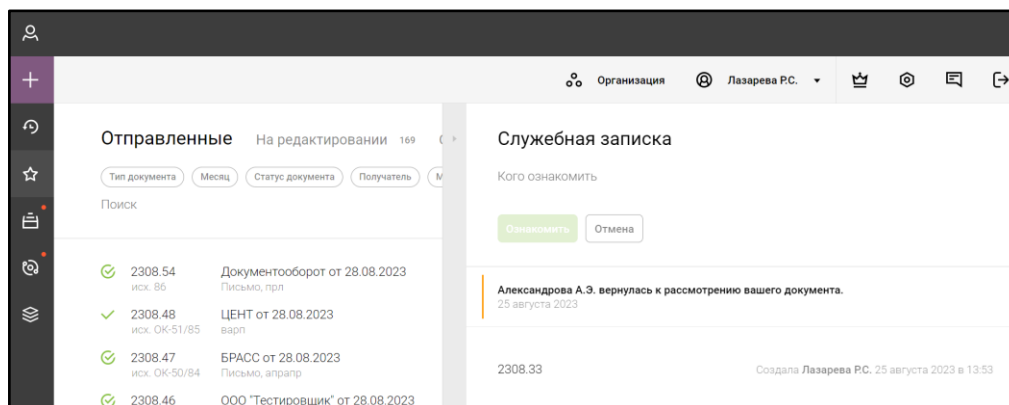 Организация Лазарева Р.С.
Отправленные На редактировании 169
Тип документа Месяц Статус документа Получатель
Поиск
2308.54 Документооборот от 28.08.2023
исх. 86 Письмо, прл
2308.48 ЦЕНТ от 28.08.2023
исх. ОК-51/85 варп
2308.47 БРАСС от 28.08.2023
исх. ОК-50/84 Письмо, апрапр
2308.46 ООО "Тестировщик" от 28.08.2023
Служебная записка
Кого ознакомить
Ознакомить Отмена
Александрова А.Э. вернулась к рассмотрению вашего документа.
25 августа 2023
2308.33 Создала Лазарева Р.С. 25 августа 2023 в 13:53